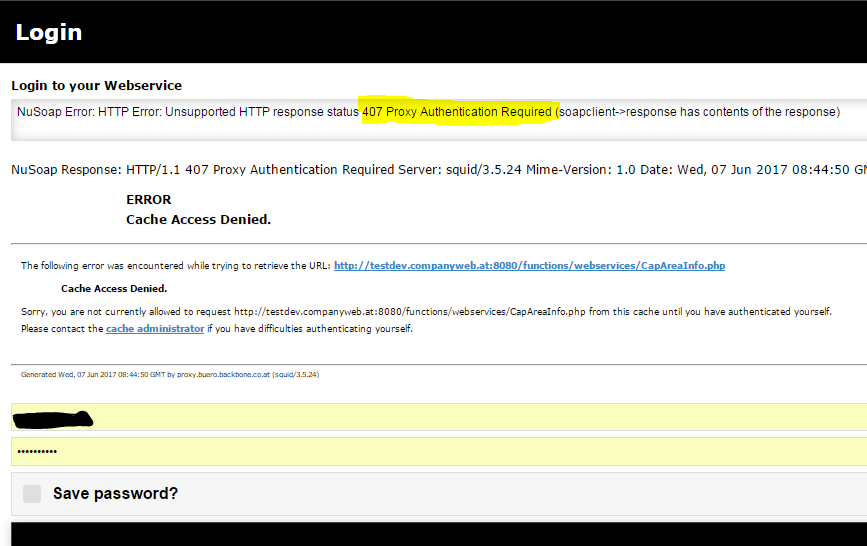 Login
Login to your Webservice
NuSoap Error: HTTP Error: Unsupported HTTP response status 407 Proxy Authentication Required (soapclient->response has contents of the response)
NuSoap Response: HTTP/1.1 407 Proxy Authentication Required Server: squid/3.5.24 Mime-Version: 1.0 Date: Wed, 07 Jun 2017 08:44:50
ERROR
Cache Access Denied.
The following error was encountered while trying to retrieve the URL: http://testdev.companyweb.at:8080/functions/webservices/CapAreaInfo.php
Cache Access Denied.
Sorry, you are not currently allowed to request http://testdev.companyweb.at:8080/functions/webservices/CapAreaInfo.php from this cache until you have authenticated yourself.
Please contact the cache administrator if you have difficulties authenticating yourself.
Generated Wed, 07 Jun 2017 08:44:50 GMT by proxy.buero.backbone.co.at (squid/3.5.24)
••••••••••
Save password?